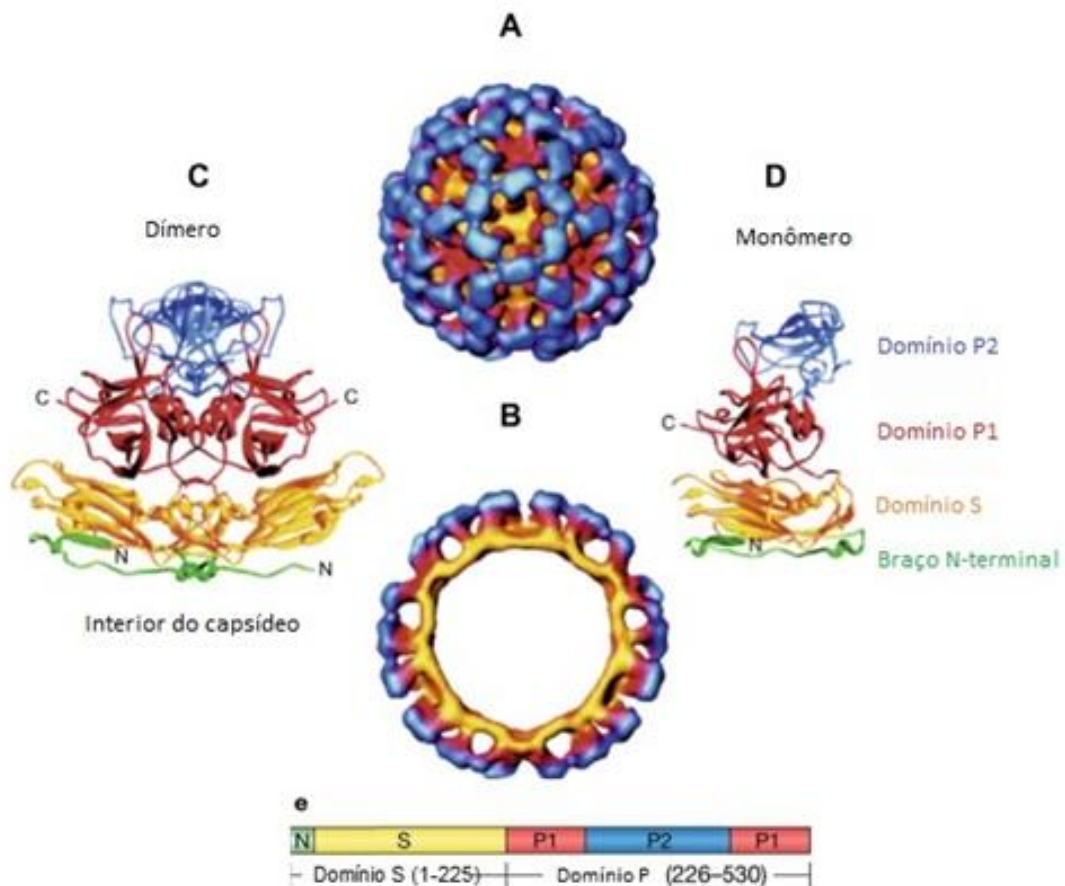 A
C
D
Dímero
Monômero
Domínio P2
C
C
C
Domínio P1
B
Domínio S
N
N
N
Braço N-terminal
Interior do capsídeo
e
N S P1 P2 P1
Domínio S (1-225) Domínio P (226–530)